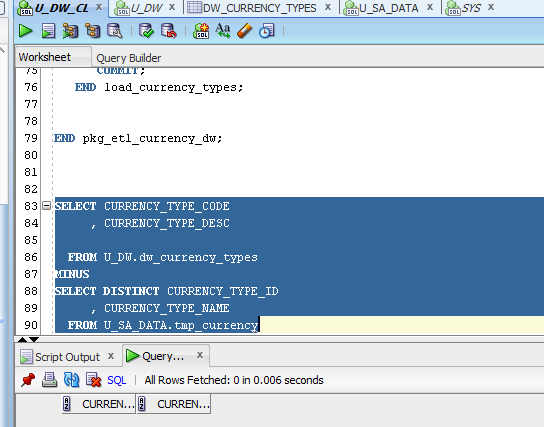 U_DW_CL x U_DW x DW_CURRENCY_TYPES x U_SA_DATA x SYS x
Worksheet Query Builder
75 COMMIT;
76 END load_currency_types;
77
78
79 END pkg_etl_currency_dw;
80
81
82
83 SELECT CURRENCY_TYPE_CODE
84 , CURRENCY_TYPE_DESC
85
86 FROM U_DW.dw_currency_types
87 MINUS
88 SELECT DISTINCT CURRENCY_TYPE_ID
89 , CURRENCY_TYPE_NAME
90 FROM U_SA_DATA.tmp_currency
Script Output x Query... x
SQL | All Rows Fetched: 0 in 0.006 seconds
CURREN... CURREN...